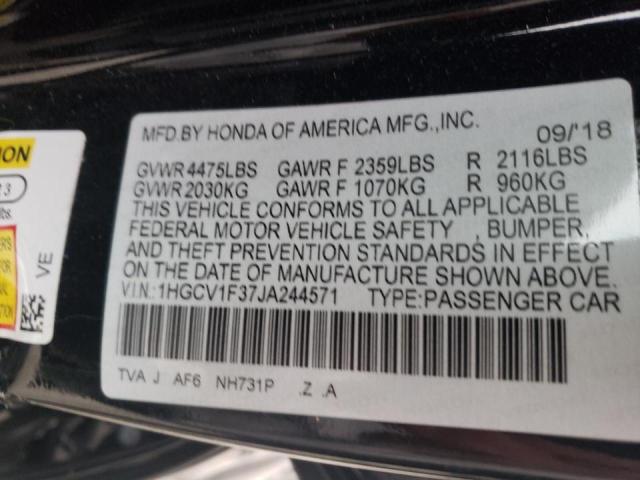 MFD.BY HONDA OF AMERICA MFG.,INC. 09/'18
GVWR 4475LBS GAWR F 2359LBS R 2116LBS
GVWR 2030KG GAWR F 1070KG R 960KG
THIS VEHICLE CONFORMS TO ALL APPLICABLE
FEDERAL MOTOR VEHICLE SAFETY , BUMPER,
AND THEFT PREVENTION STANDARDS IN EFFECT
ON THE DATE OF MANUFACTURE SHOWN ABOVE.
VIN:1HGCV1F37JA244571 TYPE:PASSENGER CAR
TVA J AF6 NH731P .Z .A
VE